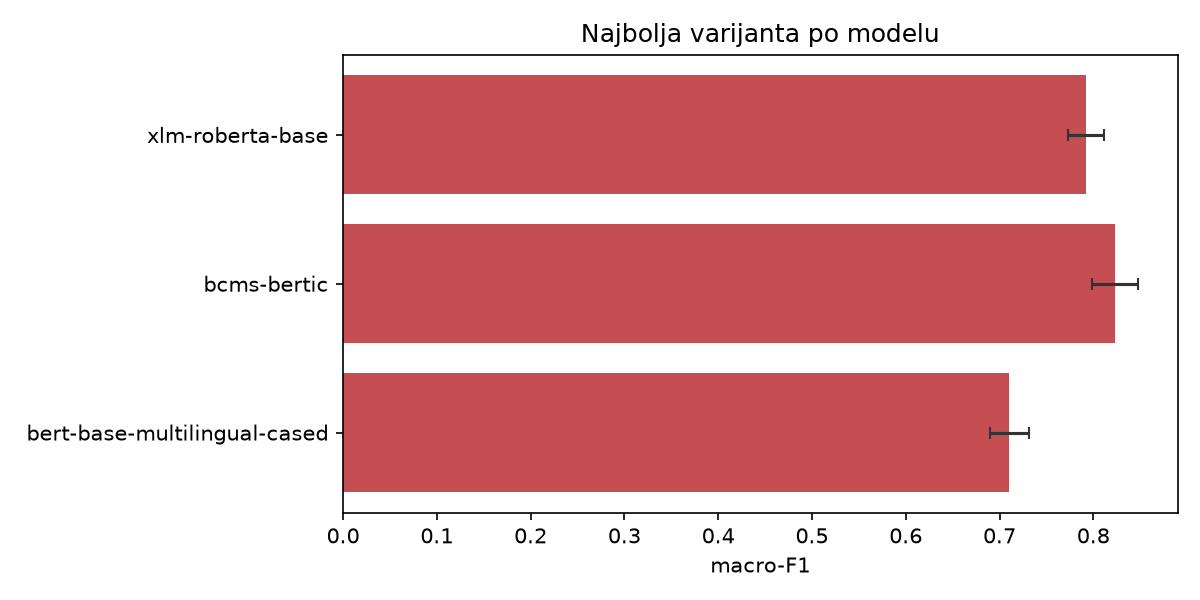 Najbolja varijanta po modelu
xlm-roberta-base
bcms-bertic
bert-base-multilingual-cased
0.0 0.1 0.2 0.3 0.4 0.5 0.6 0.7 0.8
macro-F1